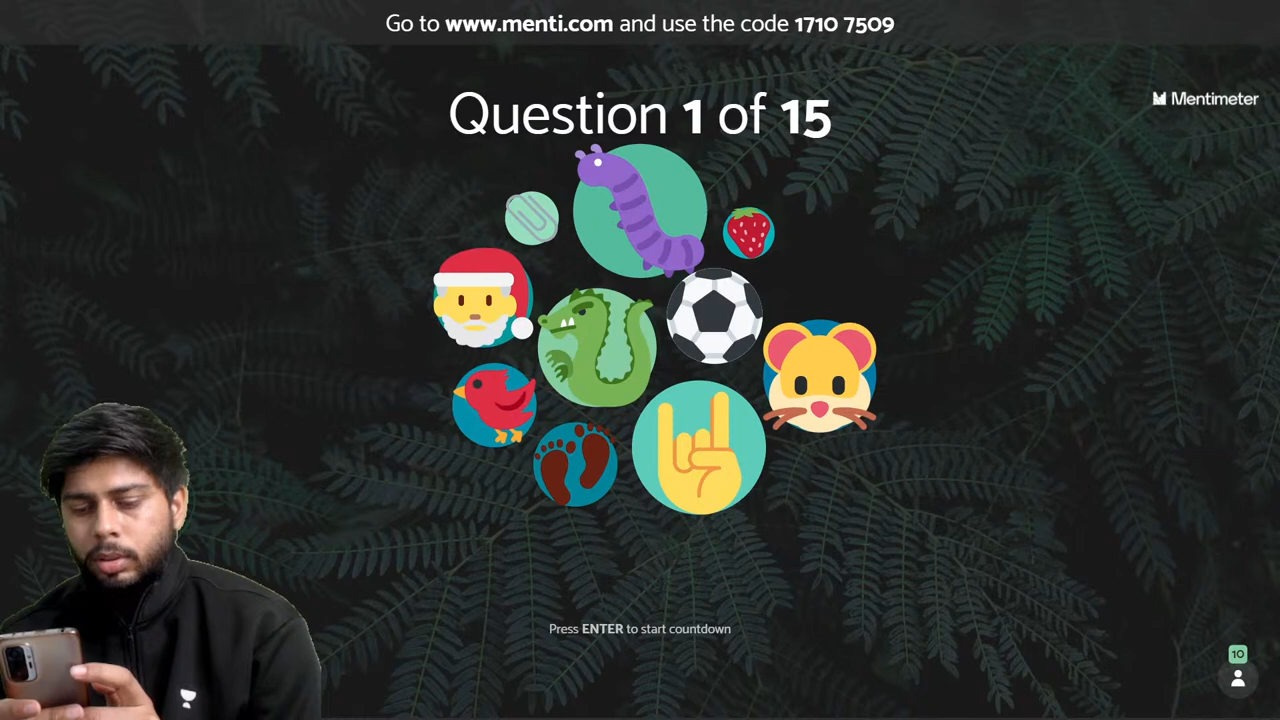 Go to www.menti.com and use the code 1710 7509
Mentimeter
Question 1 of 15
Press ENTER to start countdown
10